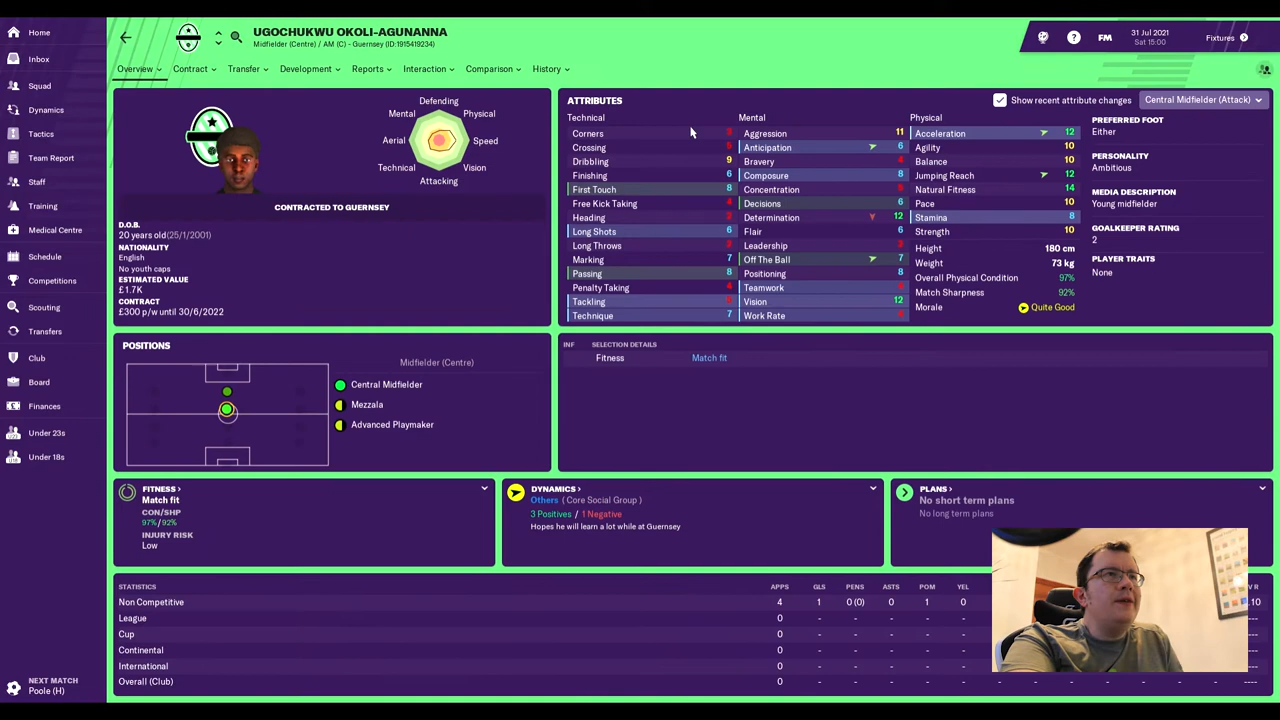 UGOCHUKWU OKOLI-AGUNANNA
Midfielder (Centre) / AM (C) - Guernsey (ID:1915419234)
FM
31 Jul 2021
Sat 15:00
Fixtures
Home
Inbox
Squad
Dynamics
Tactics
Team Report
Staff
Training
Medical Centre
Schedule
Competitions
Scouting
Transfers
Club
Board
Finances
Under 23s
Under 18s
NEXT MATCH
Poole (H)
Overview Contract Transfer Development Reports Interaction Comparison History
Defending
Mental Physical
Aerial Speed
Technical Vision
Attacking
CONTRACTED TO GUERNSEY
D.O.B.
20 years old (25/1/2001)
NATIONALITY
English
No youth caps
ESTIMATED VALUE
£1.7K
CONTRACT
£300 p/w until 30/6/2022
ATTRIBUTES
Show recent attribute changes
Central Midfielder (Attack)
Technical Mental Physical
Corners 3 Aggression 11 Acceleration 12
Crossing 5 Anticipation 6 Agility 10
Dribbling 9 Bravery 4 Balance 10
Finishing 6 Composure 8 Jumping Reach 12
First Touch 8 Concentration Natural Fitness 14
Free Kick Taking 4 Decisions 6 Pace 10
Heading Determination 12 Stamina 8
Long Shots 6 Flair 6 Strength 10
Long Throws Leadership Height 180 cm
Marking 7 Off The Ball 7 Weight 73 kg
Passing 8 Positioning 8 Overall Physical Condition 97%
Penalty Taking 4 Teamwork Match Sharpness 92%
Tackling Vision 12 Morale Quite Good
Technique 7 Work Rate
PREFERRED FOOT
Either
PERSONALITY
Ambitious
MEDIA DESCRIPTION
Young midfielder
GOALKEEPER RATING
2
PLAYER TRAITS
None
POSITIONS
Midfielder (Centre)
Central Midfielder
Mezzala
Advanced Playmaker
INF SELECTION DETAILS
Fitness Match fit
FITNESS >
Match fit
CON/SHP
97% / 92%
INJURY RISK
Low
DYNAMICS >
Others ( Core Social Group )
3 Positives / 1 Negative
Hopes he will learn a lot while at Guernsey
PLANS >
No short term plans
No long term plans
STATISTICS APPS GLS PENS ASTS POM YEL V R
Non Competitive 4 1 0 (0) 0 1 0 .10
League 0 - - - - - ---
Cup 0 - - - - - ---
Continental 0 - - - - - ---
International 0 - - - - - ---
Overall (Club) 0 - - - - - - - - ----